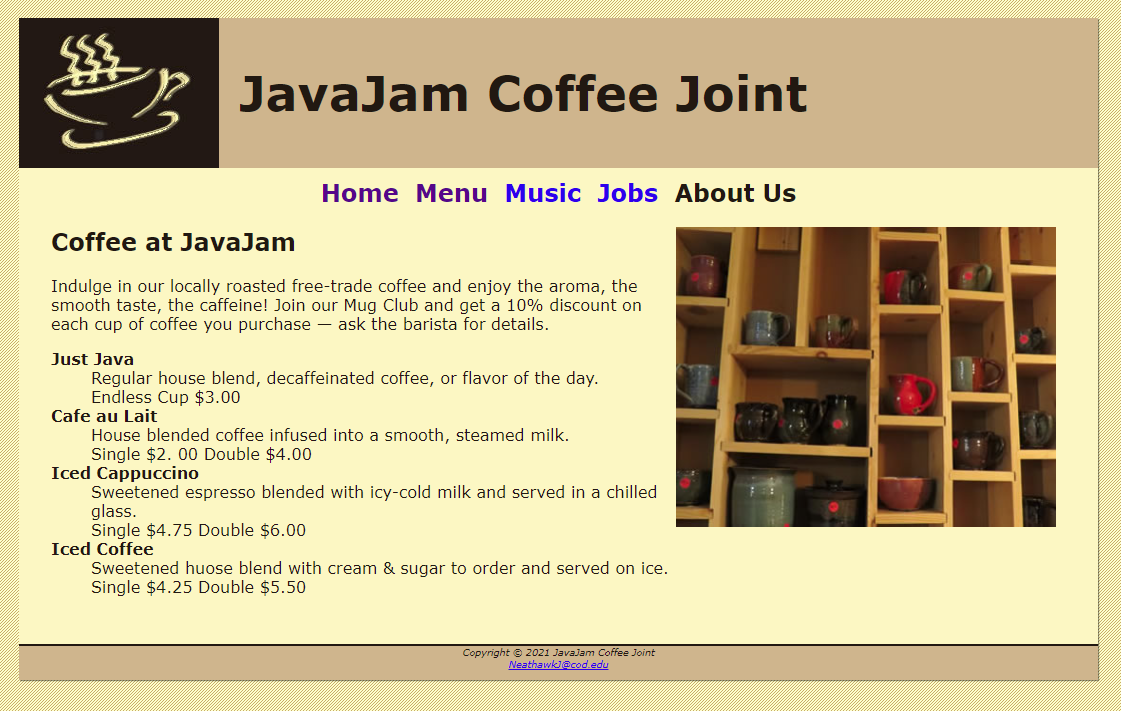 JavaJam Coffee Joint
Home Menu Music Jobs About Us
Coffee at JavaJam
Indulge in our locally roasted free-trade coffee and enjoy the aroma, the
smooth taste, the caffeine! Join our Mug Club and get a 10% discount on
each cup of coffee you purchase — ask the barista for details.
Just Java
Regular house blend, decaffeinated coffee, or flavor of the day.
Endless Cup $3.00
Cafe au Lait
House blended coffee infused into a smooth, steamed milk.
Single $2. 00 Double $4.00
Iced Cappuccino
Sweetened espresso blended with icy-cold milk and served in a chilled
glass.
Single $4.75 Double $6.00
Iced Coffee
Sweetened huose blend with cream & sugar to order and served on ice.
Single $4.25 Double $5.50
Copyright © 2021 JavaJam Coffee Joint
NeathawkJ@cod.edu